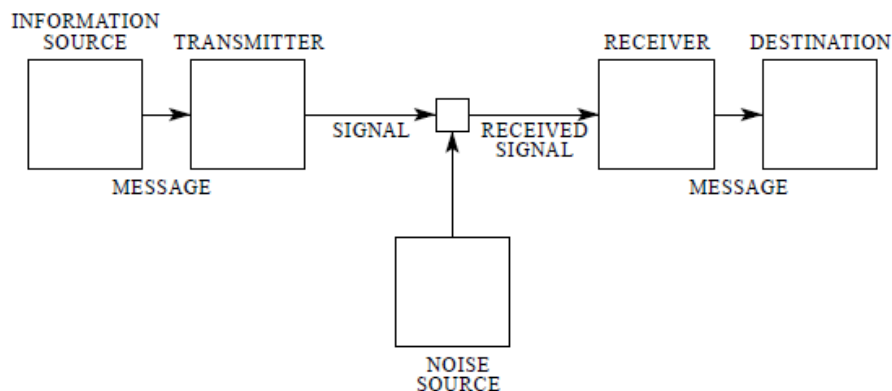 INFORMATION
SOURCE
TRANSMITTER
RECEIVER
DESTINATION
SIGNAL
RECEIVED
SIGNAL
MESSAGE
MESSAGE
NOISE
SOURCE